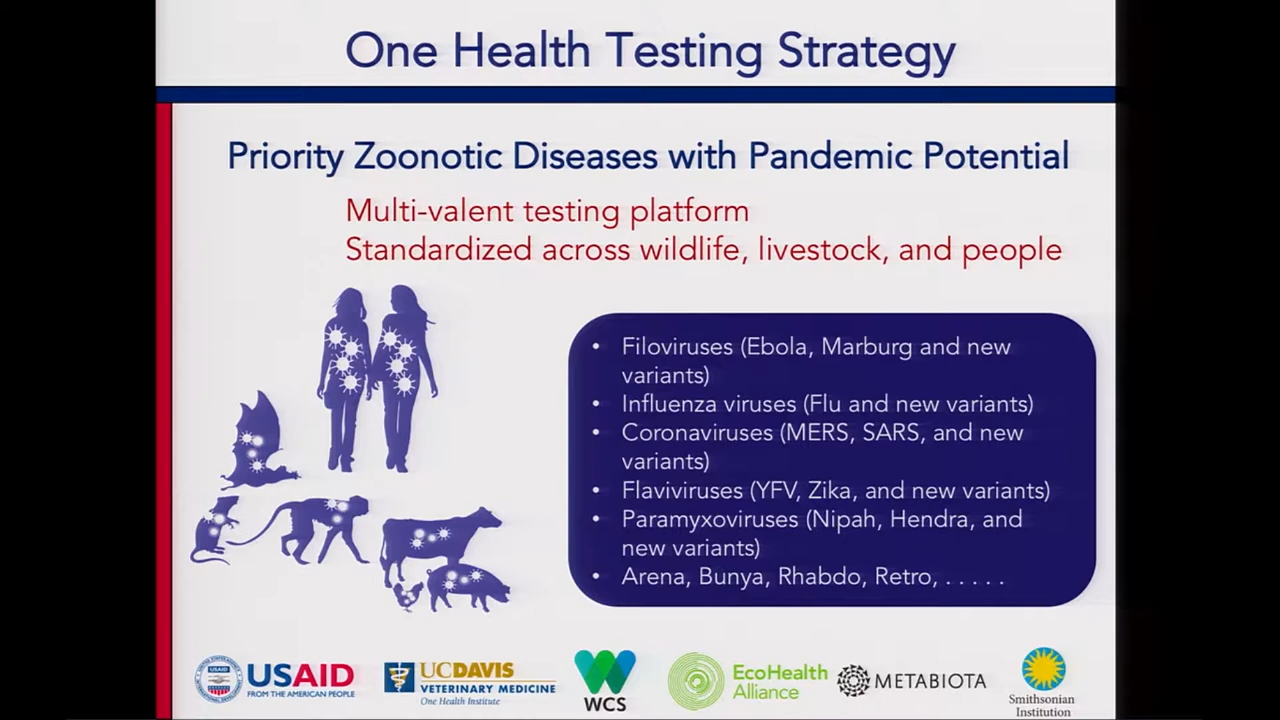 One Health Testing Strategy
Priority Zoonotic Diseases with Pandemic Potential
Multi-valent testing platform
Standardized across wildlife, livestock, and people
• Filoviruses (Ebola, Marburg and new
variants)
• Influenza viruses (Flu and new variants)
• Coronaviruses (MERS, SARS, and new
variants)
• Flaviviruses (YFV, Zika, and new variants)
• Paramyxoviruses (Nipah, Hendra, and
new variants)
• Arena, Bunya, Rhabdo, Retro, . . . . .
USAID
FROM THE AMERICAN PEOPLE
UCDAVIS
VETERINARY MEDICINE
One Health Institute
WCS
EcoHealth
Alliance
METABIOTA
Smithsonian
Institution